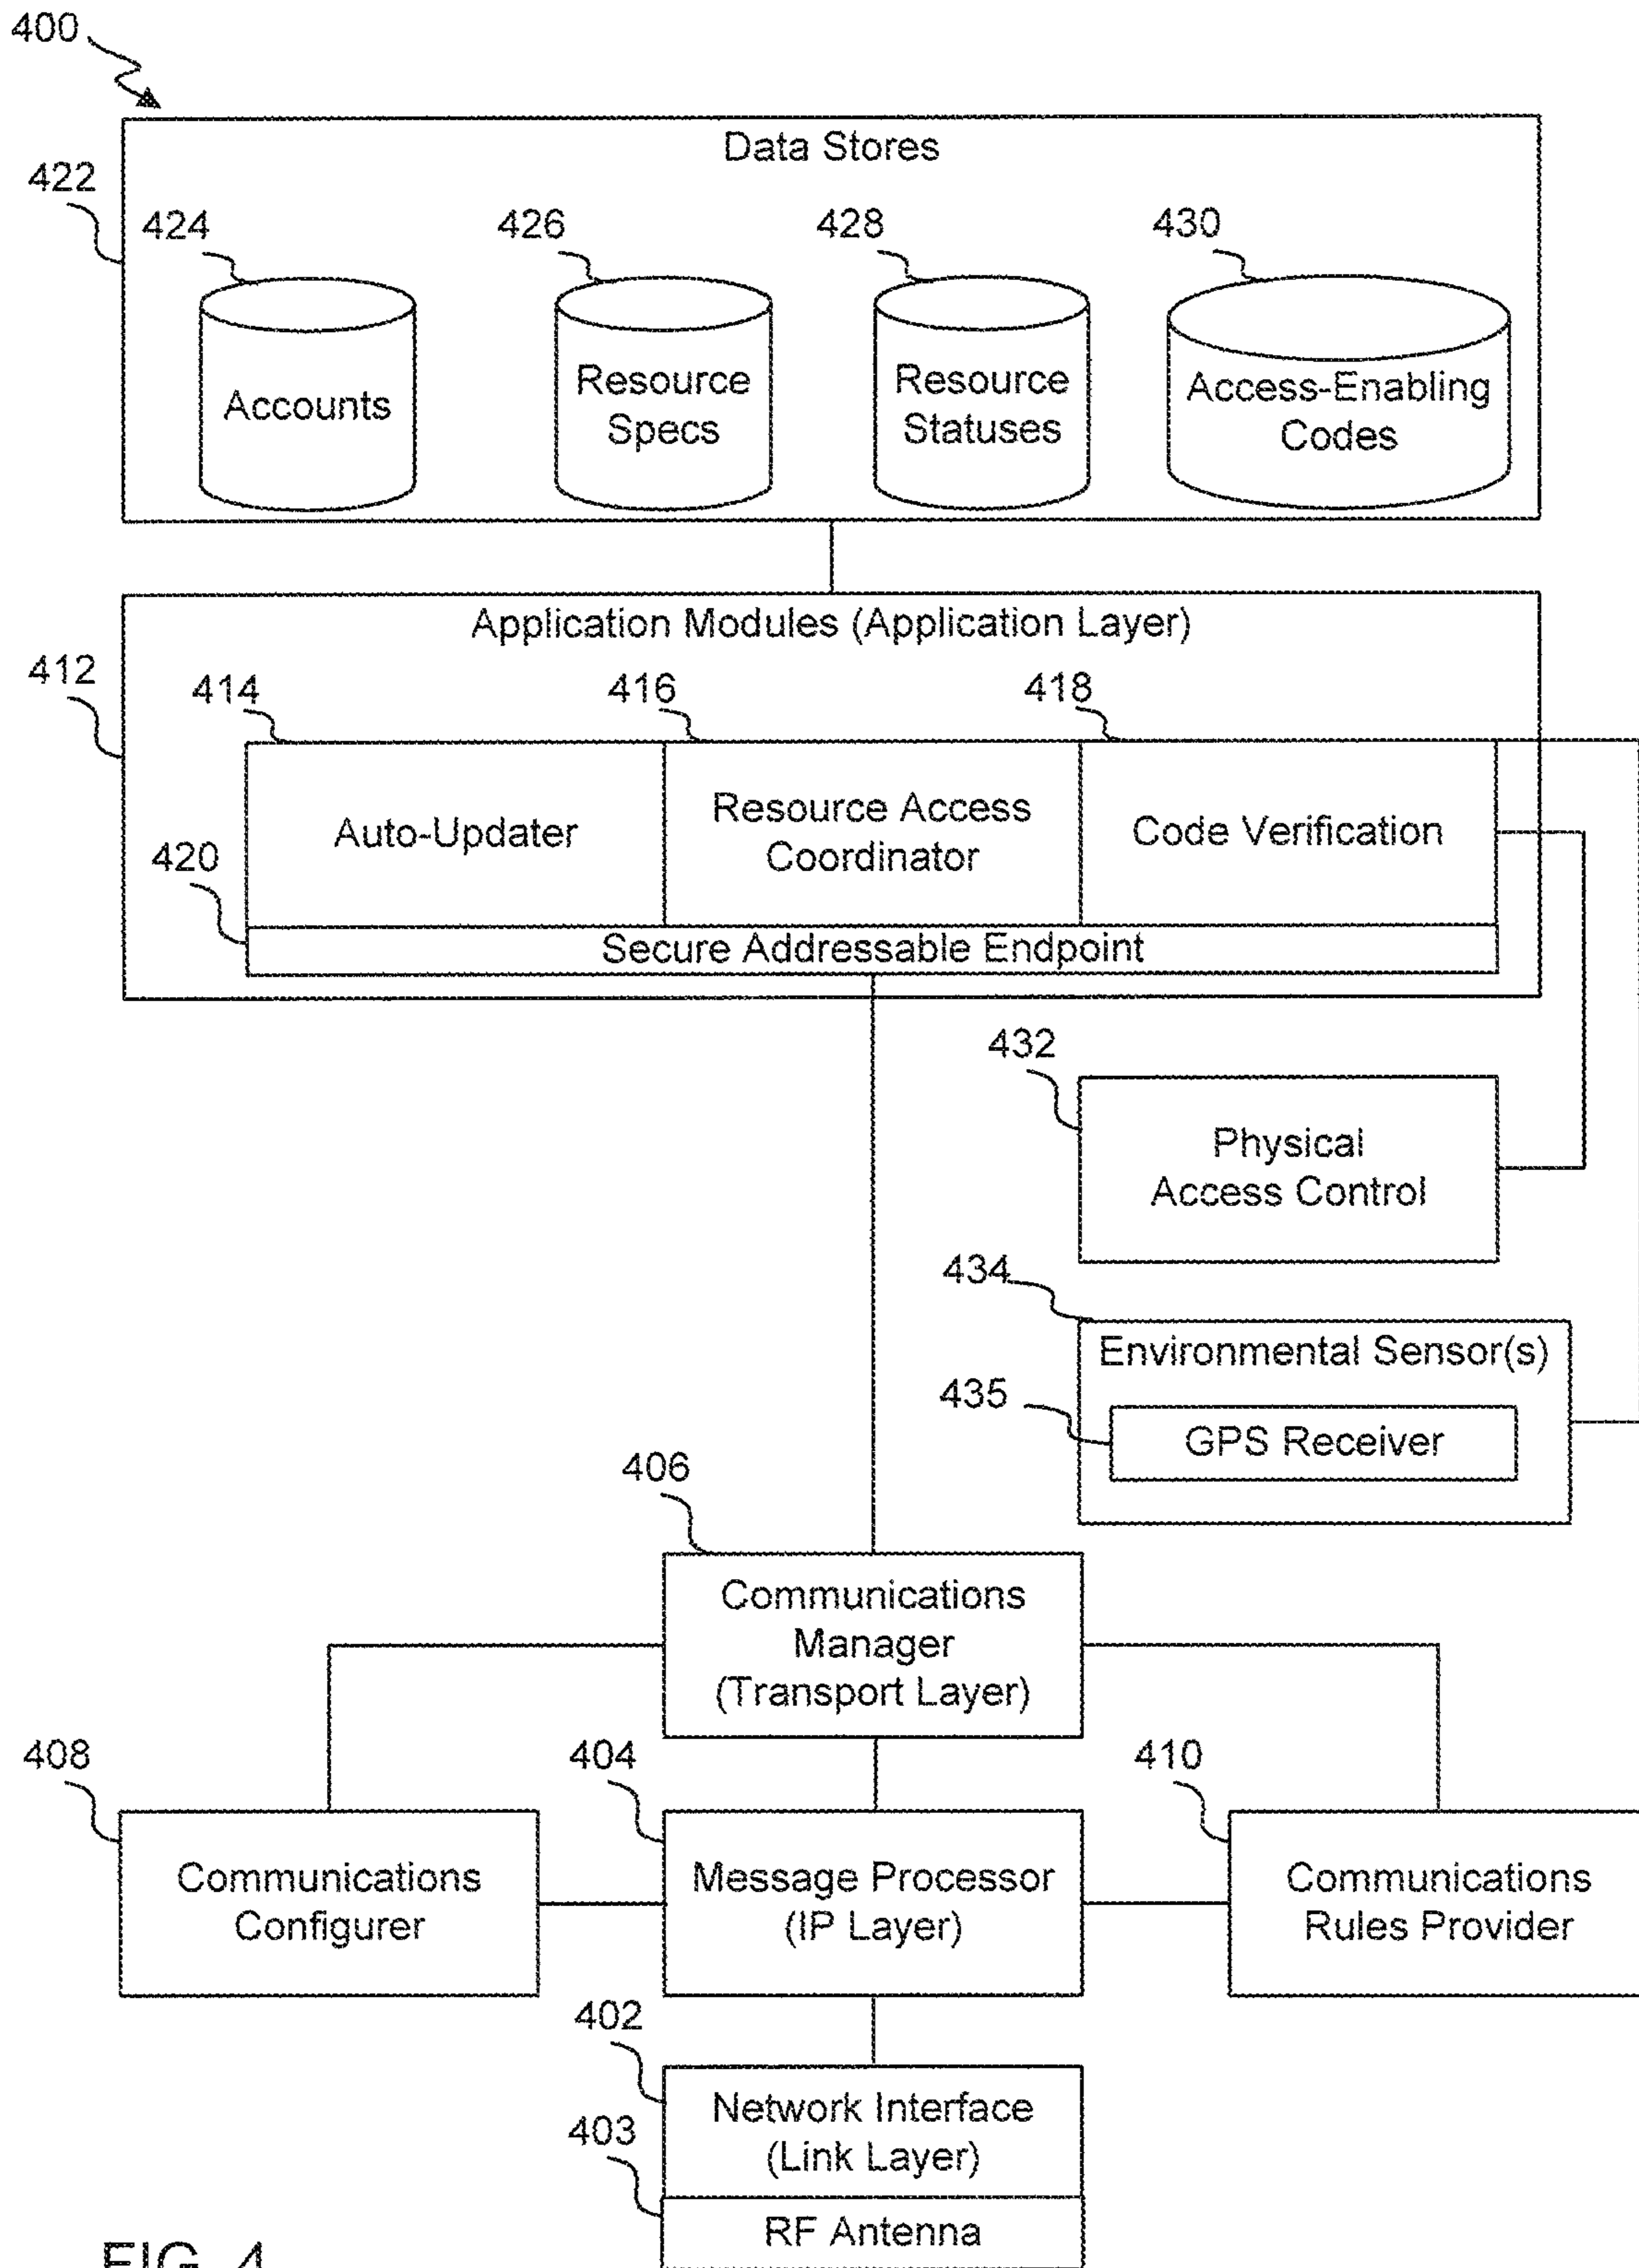 400
Data Stores
422
424
426
428
430
Accounts
Resource
Specs
Resource
Statuses
Access-Enabling
Codes
Application Modules (Application Layer)
412
414
416
418
Auto-Updater
Resource Access
Coordinator
Code Verification
420
Secure Addressable Endpoint
432
Physical
Access Control
434
Environmental Sensor(s)
435
GPS Receiver
406
Communications
Manager
(Transport Layer)
408
404
410
Communications
Configurer
Message Processor
(IP Layer)
Communications
Rules Provider
402
Network Interface
(Link Layer)
403
RF Antenna
FIG. 4